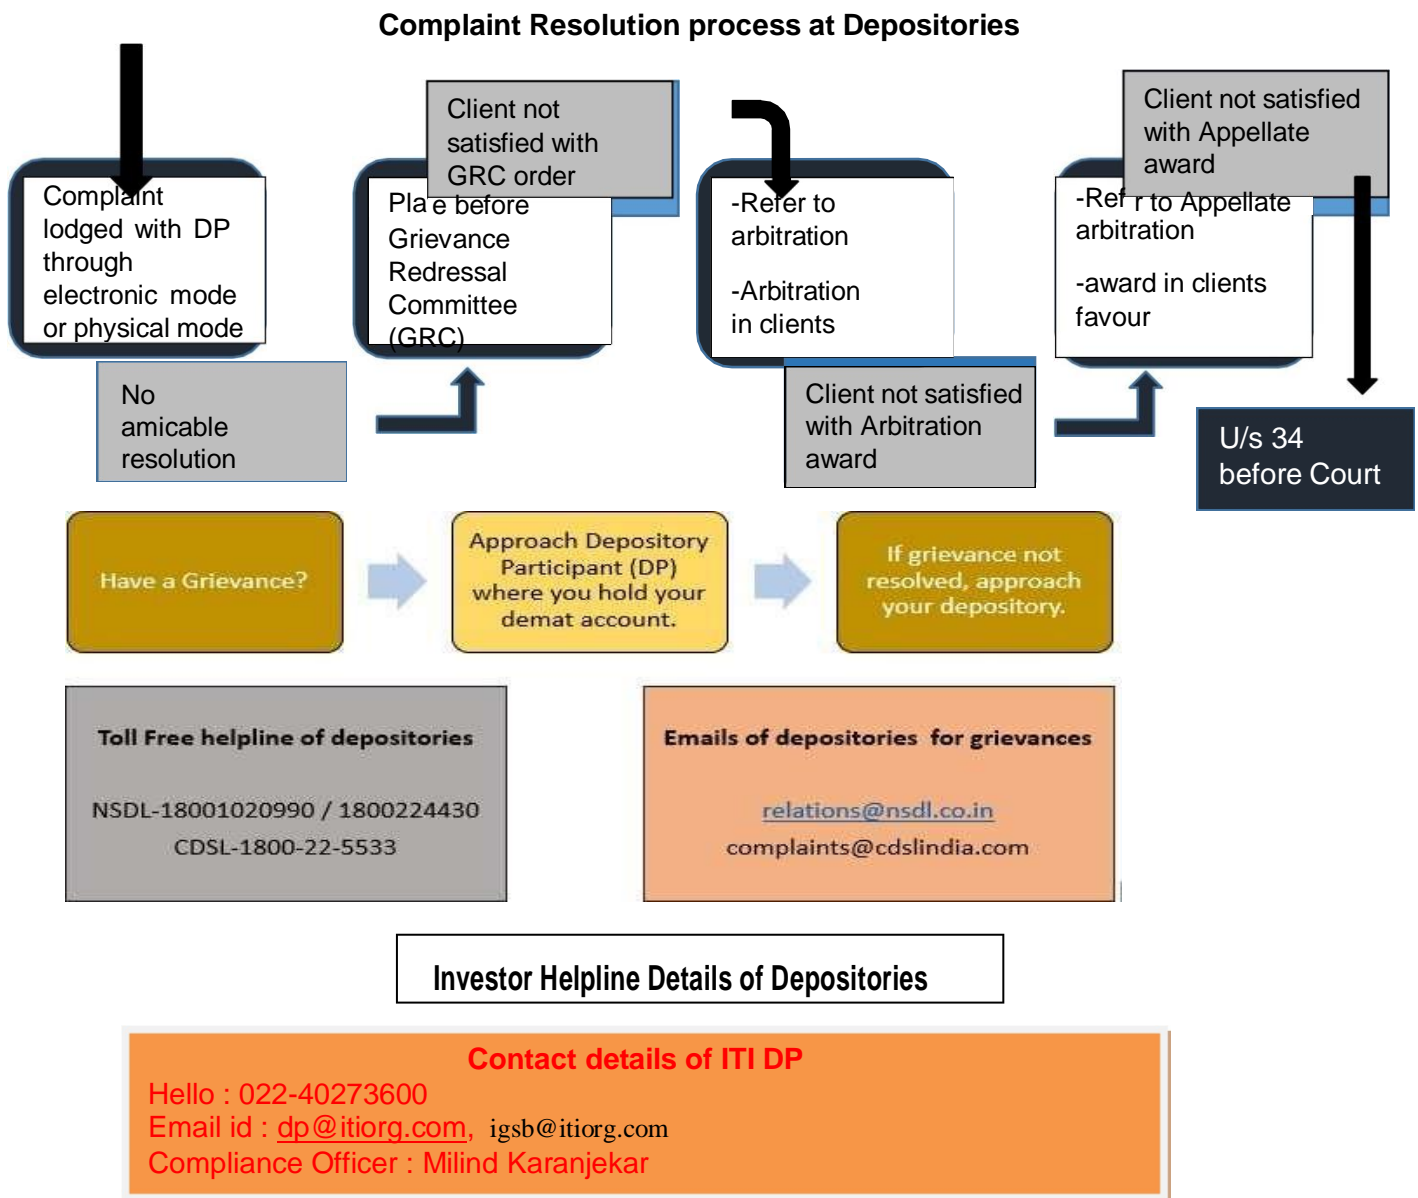 Complaint Resolution process at Depositories
Complaint
lodged with DP
through
electronic mode
or physical mode
No
amicable
resolution
Pla e before
Grievance
Redressal
Committee
(GRC)
Client not
satisfied with
GRC order
-Refer to
arbitration
-Arbitration
in clients
Client not satisfied
with Arbitration
award
-Ref r to Appellate
arbitration
-award in clients
favour
Client not satisfied
with Appellate
award
U/s 34
before Court
Have a Grievance?
Approach Depository
Participant (DP)
where you hold your
demat account.
If grievance not
resolved, approach
your depository.
Toll Free helpline of depositories
NSDL-18001020990 / 1800224430
CDSL-1800-22-5533
Emails of depositories for grievances
relations@nsdl.co.in
complaints@cdslindia.com
Investor Helpline Details of Depositories
Contact details of ITI DP
Hello : 022-40273600
Email id : dp@itiorg.com, igsb@itiorg.com
Compliance Officer : Milind Karanjekar